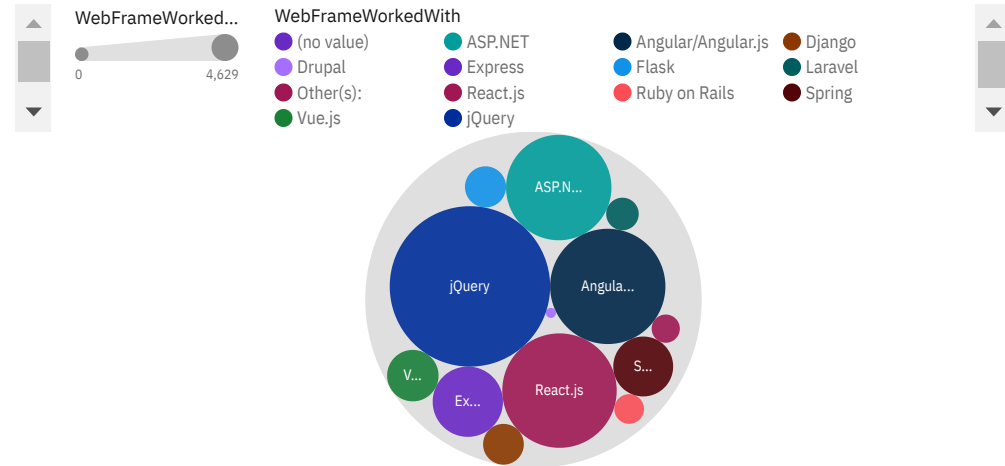 WebFrameWorked...
0 4,629
WebFrameWorkedWith
(no value) ASP.NET Angular/Angular.js Django
Drupal Express Flask Laravel
Other(s): React.js Ruby on Rails Spring
Vue.js jQuery
ASP.N...
jQuery Angula...
V... Ex... React.js S...